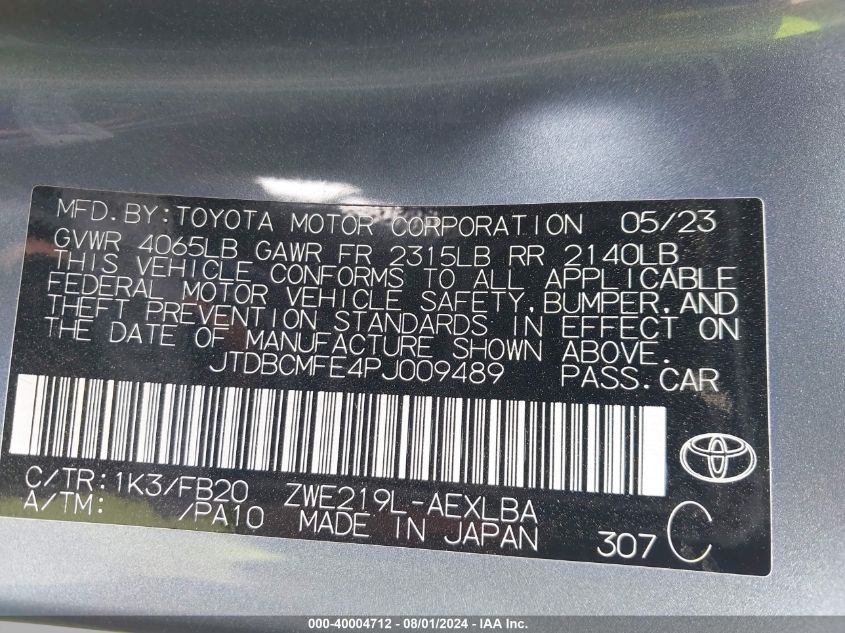 MFD.BY:TOYOTA MOTOR CORPORATION 05/23
GVWR 4065LB GAWR FR 2315LB RR 2140LB
THIS VEHICLE CONFORMS TO ALL APPLICABLE
FEDERAL MOTOR VEHICLE SAFETY,BUMPER,AND
THEFT PREVENTION STANDARDS IN EFFECT ON
THE DATE OF MANUFACTURE SHOWN ABOVE.
JTDBCMFE4PJ009489 PASS.CAR
C/TR:1K3/FB20 ZWE219L-AEXLBA
A/TM: /PA10 MADE IN JAPAN 307 C
000-40004712 - 08/01/2024 - IAA Inc.